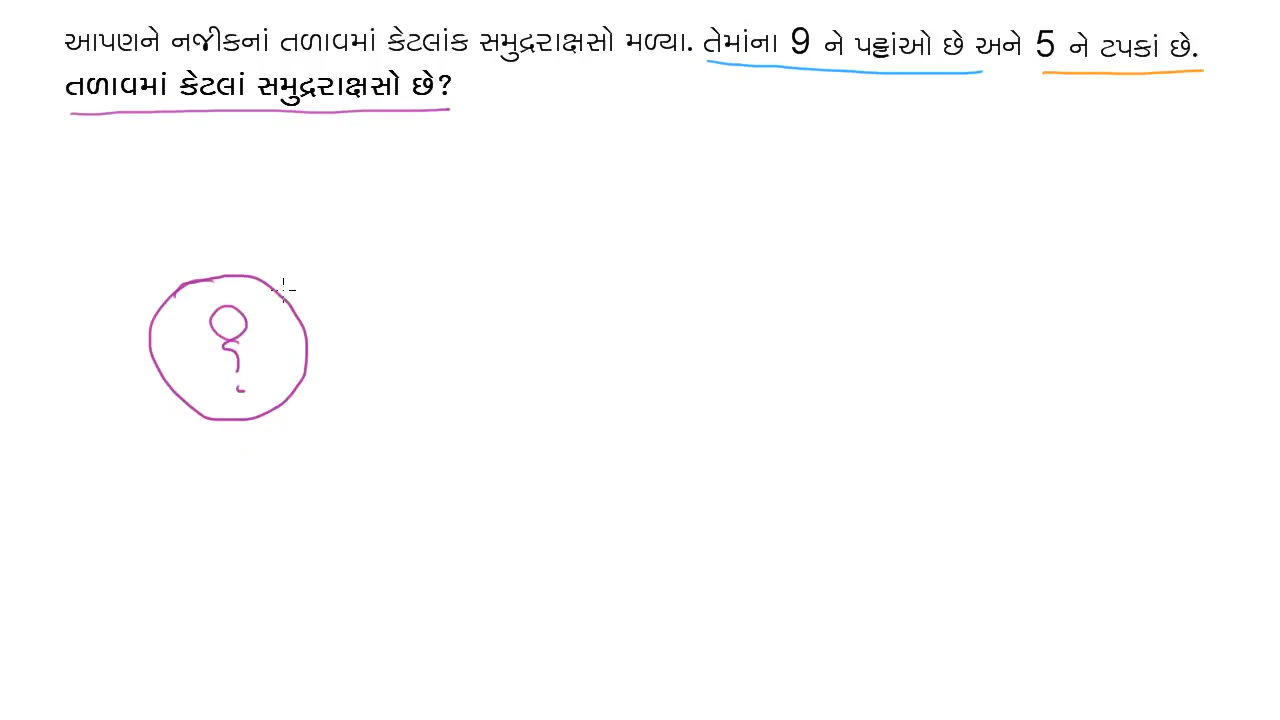 આપણને નજીકનાં તળાવમાં કેટલાંક સમુદ્રરાક્ષસો મળ્યા. તેમાંના 9 ને પટ્ટાંઓ છે અને 5 ને ટપકાં છે.
તળાવમાં કેટલાં સમુદ્રરાક્ષસો છે?
?